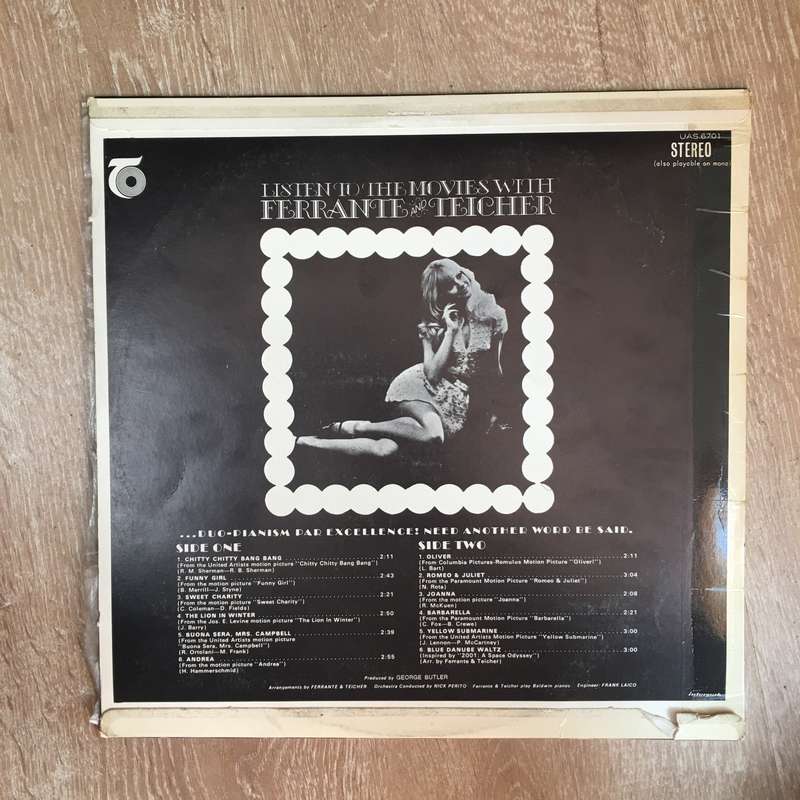 UAS.6701
STEREO
(also playable on mono)
LISTEN TO THE MOVIES WITH
FERRANTE AND TEICHER
...DUO-PIANISM PAR EXCELLENCE! NEED ANOTHER WORD BE SAID.
SIDE ONE
1. CHITTY CHITTY BANG BANG 2:11
(From the United Artists motion picture "Chitty Chitty Bang Bang")
(R. M. Sherman—R. B. Sherman)
2. FUNNY GIRL 2:43
(From the motion picture "Funny Girl")
(B. Merrill—J. Styne)
3. SWEET CHARITY 2:21
(From the motion picture "Sweet Charity")
(C. Coleman—D. Fields)
4. THE LION IN WINTER 2:50
(From the Jos. E. Levine motion picture "The Lion In Winter")
(J. Barry)
5. BUONA SERA, MRS. CAMPBELL 2:38
(From the United Artists motion picture
"Buona Sera, Mrs. Campbell")
(R. Ortolani—M. Frank)
6. ANDREA 2:55
(From the motion picture "Andrea")
(H. Hammerschmid)
SIDE TWO
1. OLIVER 2:11
(From Columbia Pictures-Romulus Motion Picture "Oliver!")
(L. Bart)
2. ROMEO & JULIET 3:04
(From the Paramount Motion Picture "Romeo & Juliet")
(N. Rota)
3. JOANNA 2:08
(From the motion picture "Joanna")
(R. McKuen)
4. BARBARELLA 2:21
(From the Paramount Motion Picture "Barbarella")
(C. Fox—B. Crewe)
5. YELLOW SUBMARINE 3:00
(From the United Artists Motion Picture "Yellow Submarine")
(J. Lennon—P. McCartney)
6. BLUE DANUBE WALTZ 3:00
(Inspired by "2001: A Space Odyssey")
(Arr. by Ferrante & Teicher)
Produced by GEORGE BUTLER
Arrangements by FERRANTE & TEICHER Orchestra Conducted by NICK PERITO Ferrante & Teicher play Baldwin pianos. Engineer: FRANK LAICO